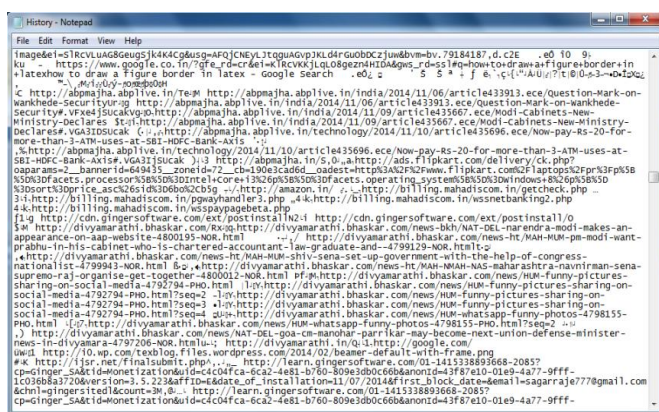 History - Notepad
File Edit Format View Help
image&ei=SlRCVLuAG8GeugSjk4K4Cg&usg=AFQjCNEyLJtqguAGvpJKLd4rGuObDCzjuw&bvm=bv.79184187,d.c2E
ku - https://www.google.co.in/?gfe_rd=cr&ei=KlRCVKKjLqLO8gezn4HIDA&gws_rd=ssl#q=how+to+draw+a+figure+border+in
+latexhow to draw a figure border in latex - Google Search
http://abpmajha.abplive.in/ http://abpmajha.abplive.in/india/2014/11/06/article433913.ece/Question-Mark-on-
Wankhede-Security http://abpmajha.abplive.in/india/2014/11/06/article433913.ece/Question-Mark-on-Wankhede-
Security#.VFxe4jSUcakVg http://abpmajha.abplive.in/india/2014/11/09/article435667.ece/Modi-Cabinets-New-
Ministry-Declares http://abpmajha.abplive.in/india/2014/11/09/article435667.ece/Modi-Cabinets-New-Ministry-
Declares#.VGA3IDSUcak http://abpmajha.abplive.in/technology/2014/11/10/article435696.ece/Now-pay-Rs-20-for-
more-than-3-ATM-uses-at-SBI-HDFC-Bank-Axis
http://abpmajha.abplive.in/technology/2014/11/10/article435696.ece/Now-pay-Rs-20-for-more-than-3-ATM-uses-at-
SBI-HDFC-Bank-Axis#.VGA3IjSUcak http://abpmajha.abplive.in/ http://ads.flipkart.com/delivery/ck.php?
oaparams=2__bannerid=649435__zoneid=72__cb=190e3cad6d__oadest=http%3A%2F%2Fwww.flipkart.com%2Flaptops%2Fpr%3Fp%5B
%5D%3Dfacets.processor%5B%5D%3DIntel+Core+i3%26p%5B%5D%3Dfacets.operating_system%5B%5D%3DWindows+8%26p%5B%5D
%3Dsort%3Dprice_asc%26sid%3D6bo%2Cb5g http://amazon.in/ http://billing.mahadiscom.in/getcheck.php
http://billing.mahadiscom.in/pgwayhandler3.php http://billing.mahadiscom.in/wssnetbanking2.php
http://billing.mahadiscom.in/wsspaypagebeta.php
http://cdn.gingersoftware.com/ext/postinstall http://cdn.gingersoftware.com/ext/postinstall/
http://divyamarathi.bhaskar.com/ http://divyamarathi.bhaskar.com/news-bkh/NAT-DEL-narendra-modi-makes-an-
appearance-on-aap-website-4800195-NOR.html http://divyamarathi.bhaskar.com/news-ht/MAH-MUM-pm-modi-want-
prabhu-in-his-cabinet-who-is-chartered-accountant-law-graduate-and--4799129-NOR.html
http://divyamarathi.bhaskar.com/news-ht/MAH-MUM-shiv-sena-set-up-government-with-the-help-of-congress-
nationalist-4799943-NOR.html http://divyamarathi.bhaskar.com/news-ht/MAH-MNAH-NAS-maharashtra-navnirman-sena-
supremo-raj-organise-get-together-4800012-NOR.html http://divyamarathi.bhaskar.com/news/HUM-funny-pictures-
sharing-on-social-media-4792794-PHO.html http://divyamarathi.bhaskar.com/news/HUM-funny-pictures-sharing-on-
social-media-4792794-PHO.html?seq=2 http://divyamarathi.bhaskar.com/news/HUM-funny-pictures-sharing-on-
social-media-4792794-PHO.html?seq=3 http://divyamarathi.bhaskar.com/news/HUM-funny-pictures-sharing-on-
social-media-4792794-PHO.html?seq=4 http://divyamarathi.bhaskar.com/news/HUM-whatsapp-funny-photos-4798155-
PHO.html http://divyamarathi.bhaskar.com/news/HUM-whatsapp-funny-photos-4798155-PHO.html?seq=2
http://divyamarathi.bhaskar.com/news/NAT-DEL-goa-cm-manohar-parrikar-may-become-next-union-defense-minister-
news-in-divyamara-4797206-NOR.html http://divyamarathi.bhaskar.in/ http://google.com/
http://i0.wp.com/texblog.files.wordpress.com/2014/02/beamer-default-with-frame.png
http://ijsr.net/finalsubmit.php http://learn.gingersoftware.com/01-1415338893668-2085?
cp=Ginger_SA&tid=Monetization&uid=c4c04fca-6ca2-4e81-b760-809e3db0c66b&anonId=43f87e10-01e9-4a77-9fff-
1c036b8a3720&version=3.5.223&affID=E&date_of_installation=11/07/2014&first_block_date=&email=sagarraje777@gmail.com
&chnl=gingersitedl&count=3 http://learn.gingersoftware.com/01-1415338893668-2085?
cp=Ginger_SA&tid=Monetization&uid=c4c04fca-6ca2-4e81-b760-809e3db0c66b&anonId=43f87e10-01e9-4a77-9fff-